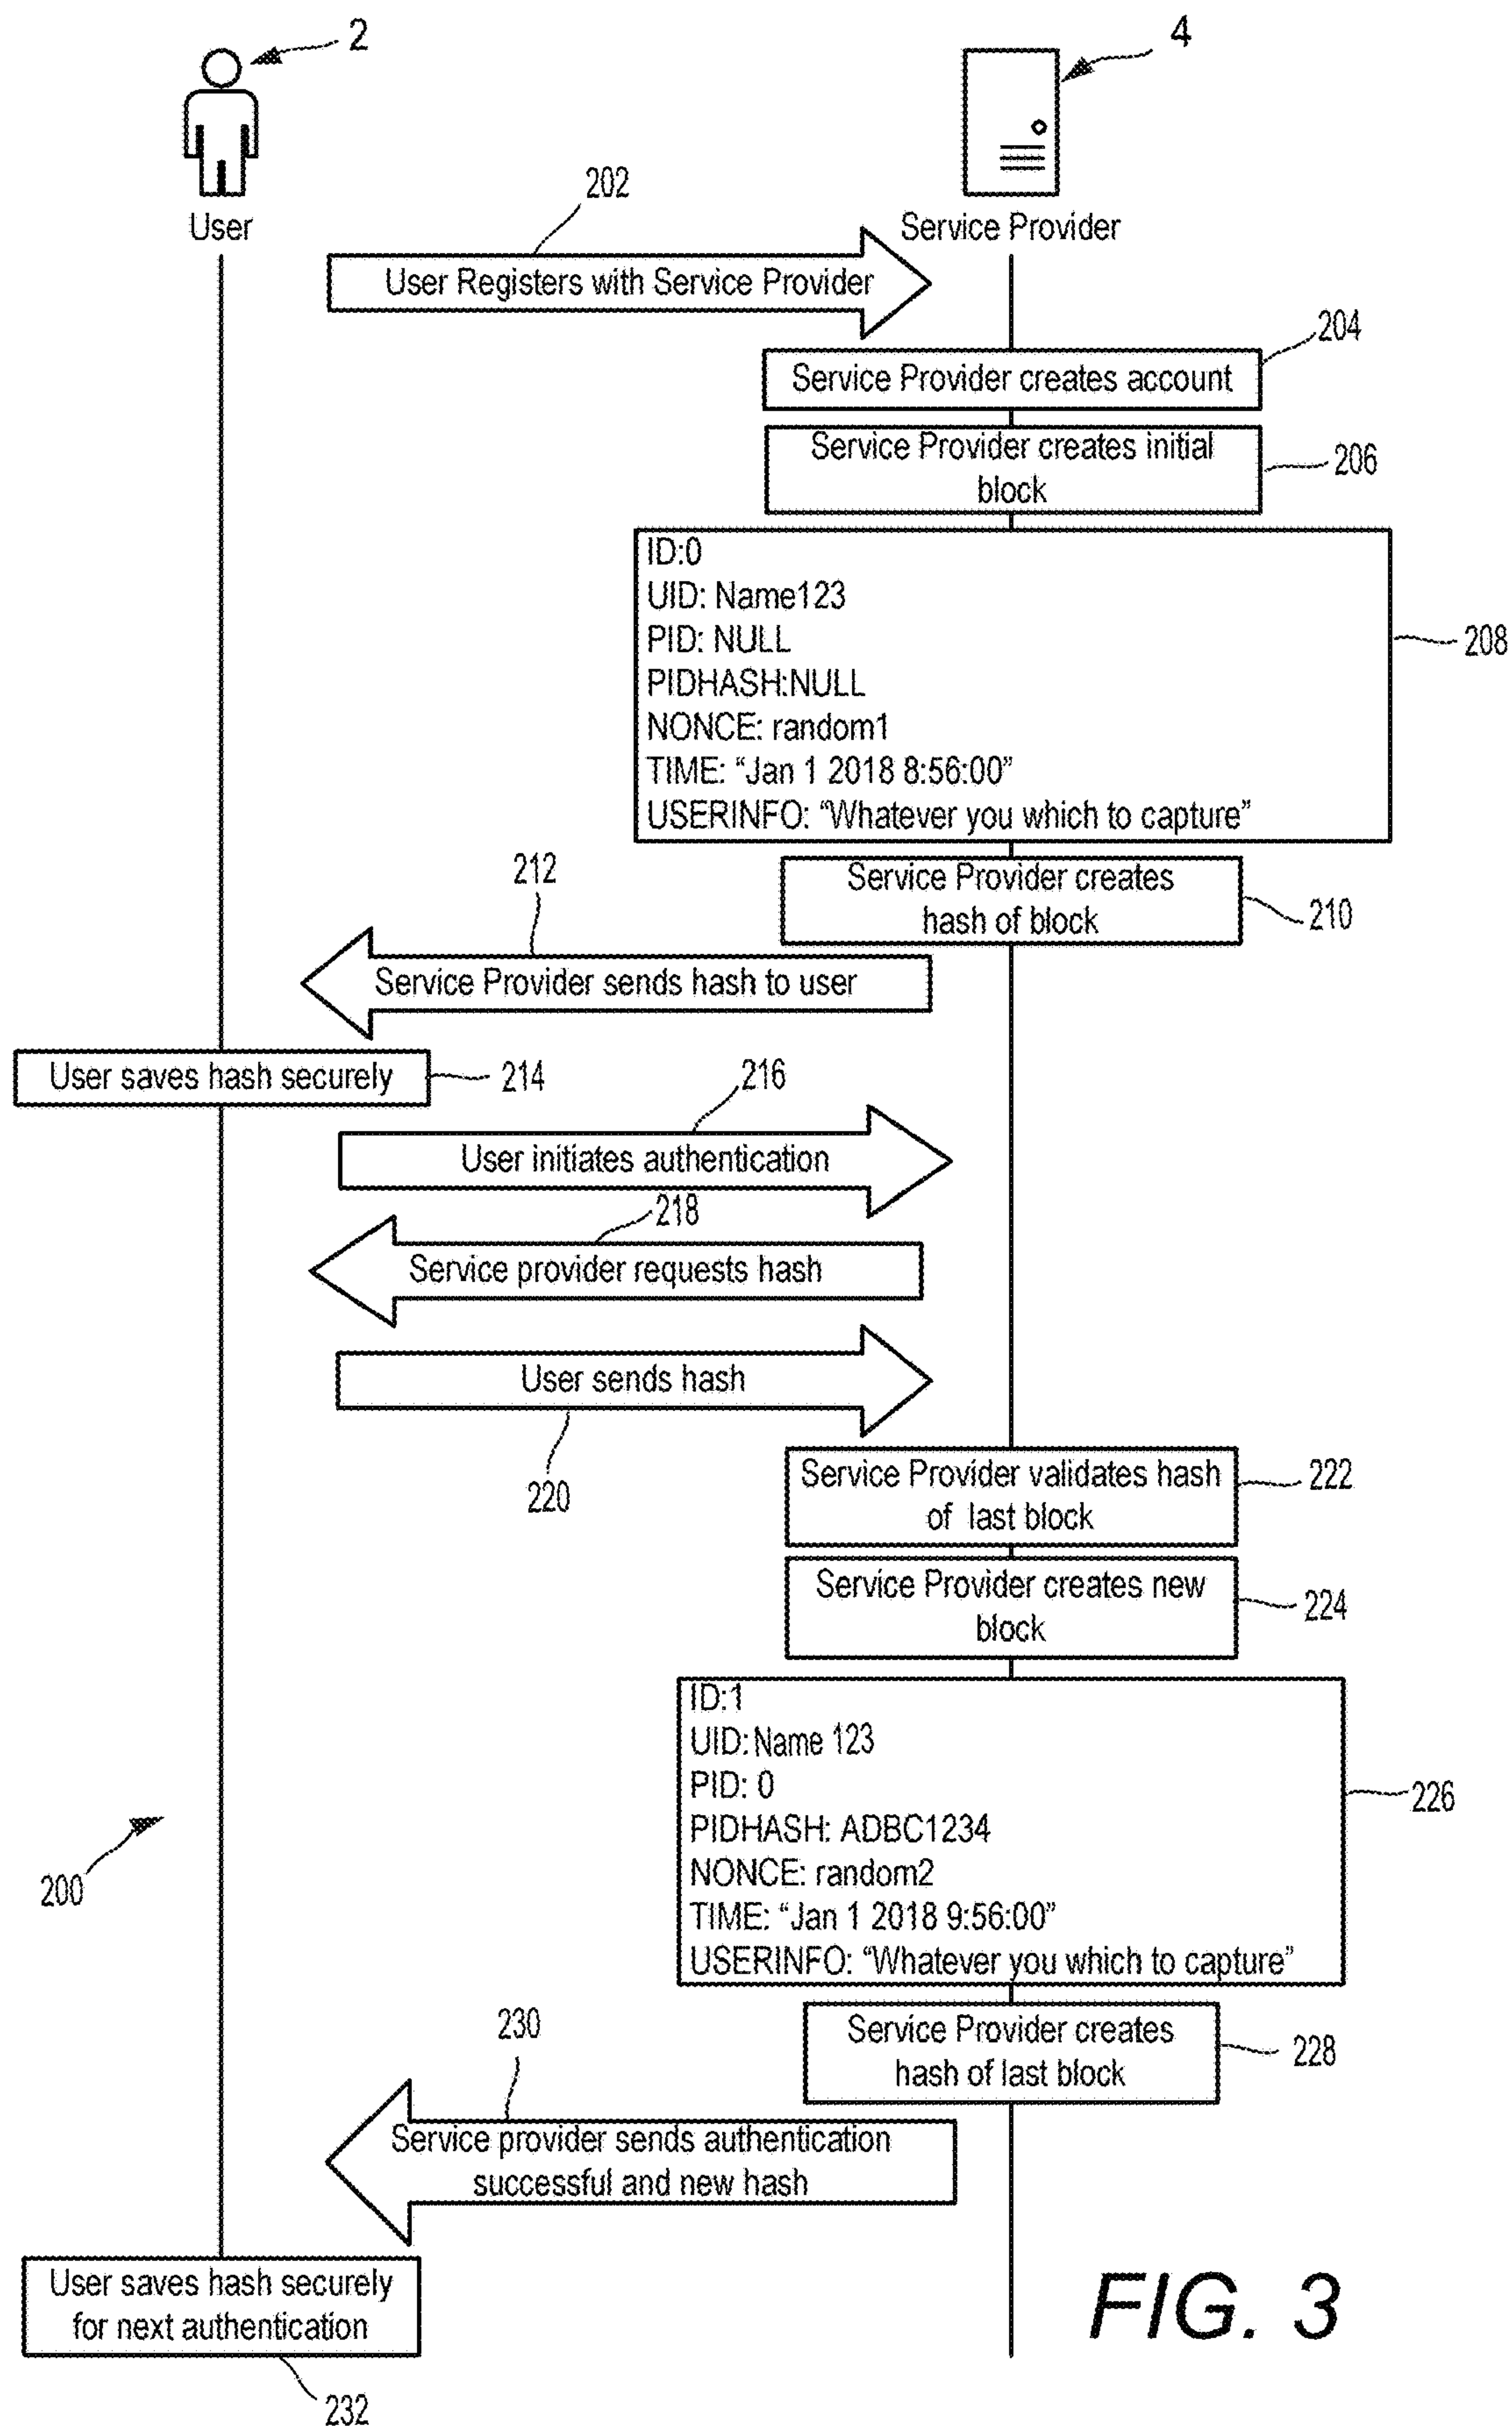 2
4
User
Service Provider
202
User Registers with Service Provider
204
Service Provider creates account
Service Provider creates initial
block
206
ID:0
UID: Name123
PID: NULL
PIDHASH:NULL
NONCE: random1
TIME: “Jan 1 2018 8:56:00”
USERINFO: “Whatever you which to capture”
208
Service Provider creates
hash of block
210
212
Service Provider sends hash to user
User saves hash securely
214
216
User initiates authentication
218
Service provider requests hash
User sends hash
220
Service Provider validates hash
of last block
222
Service Provider creates new
block
224
ID:1
UID: Name 123
PID: 0
PIDHASH: ADBC1234
NONCE: random2
TIME: “Jan 1 2018 9:56:00”
USERINFO: “Whatever you which to capture”
226
200
Service Provider creates
hash of last block
228
230
Service provider sends authentication
successful and new hash
User saves hash securely
for next authentication
232
FIG. 3